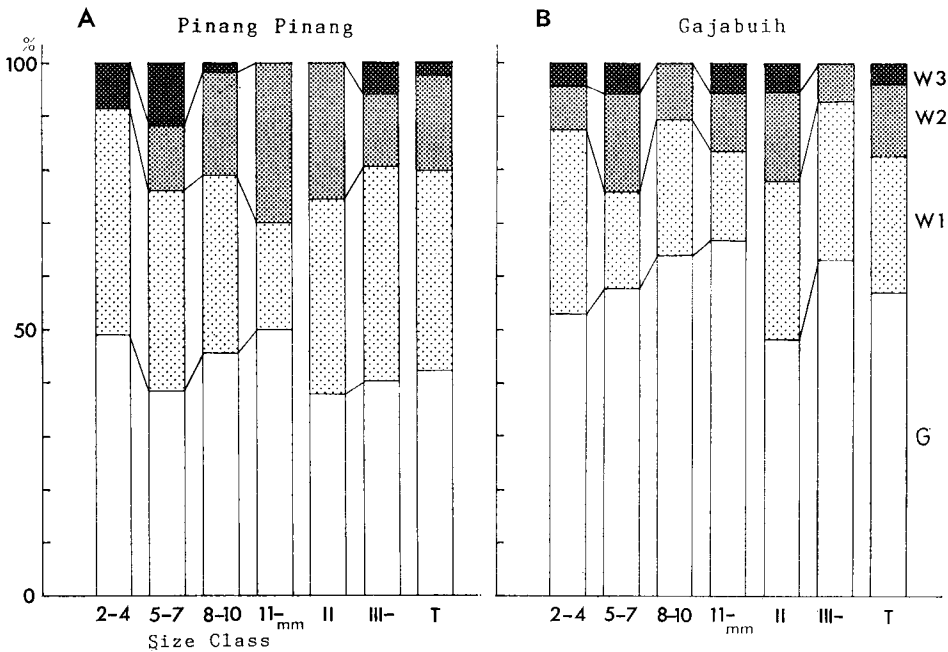 A Pinang Pinang
B Gajabuih
%
100
50
0
W3
W2
W1
G
2-4 5-7 8-10 11-mm II III- T
Size Class
2-4 5-7 8-10 11-mm II III- T